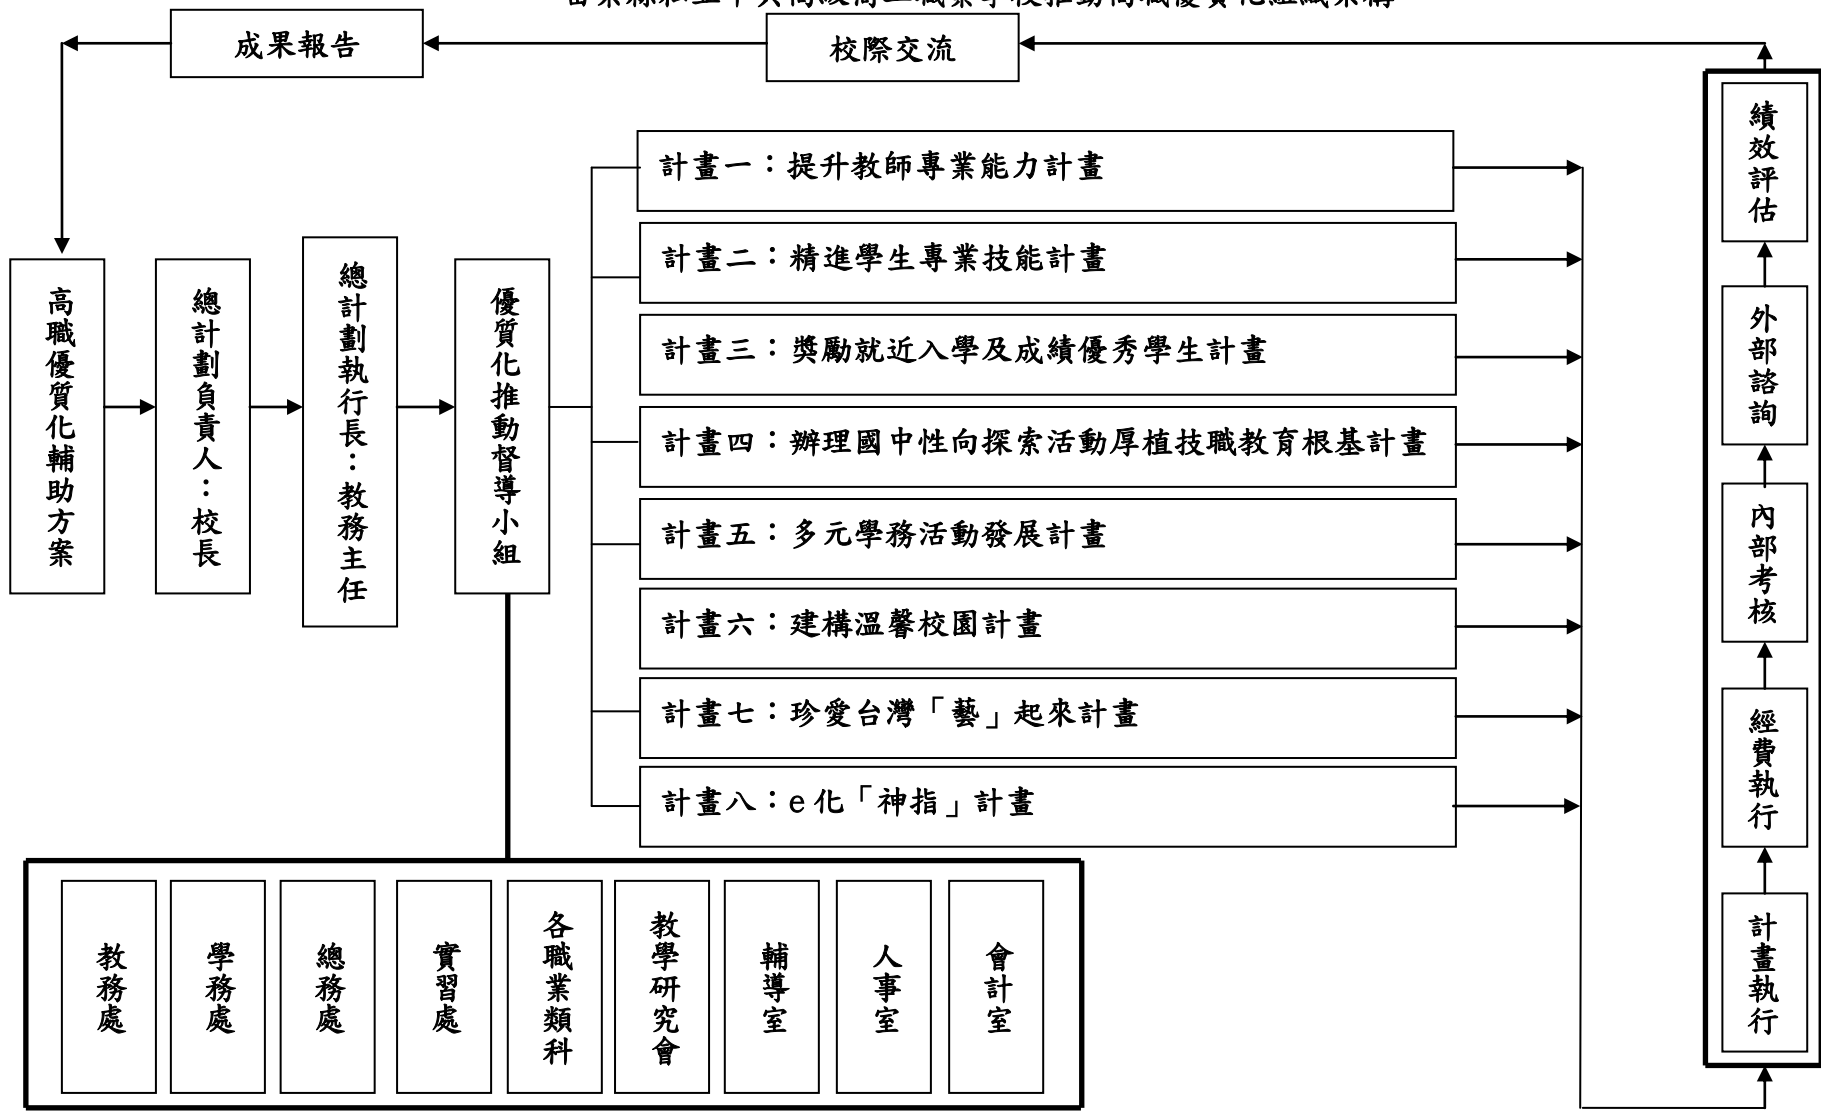 成果報告
校際交流
高職優質化輔助方案
總計劃負責人：校長
總計劃執行長：教務主任
優質化推動督導小組
計畫一：提升教師專業能力計畫
計畫二：精進學生專業技能計畫
計畫三：獎勵就近入學及成績優秀學生計畫
計畫四：辦理國中性向探索活動厚植技職教育根基計畫
計畫五：多元學務活動發展計畫
計畫六：建構溫馨校園計畫
計畫七：珍愛台灣「藝」起來計畫
計畫八：e化「神指」計畫
績效評估
外部諮詢
內部考核
經費執行
計畫執行
教務處
學務處
總務處
實習處
各職業類科
教學研究會
輔導室
人事室
會計室